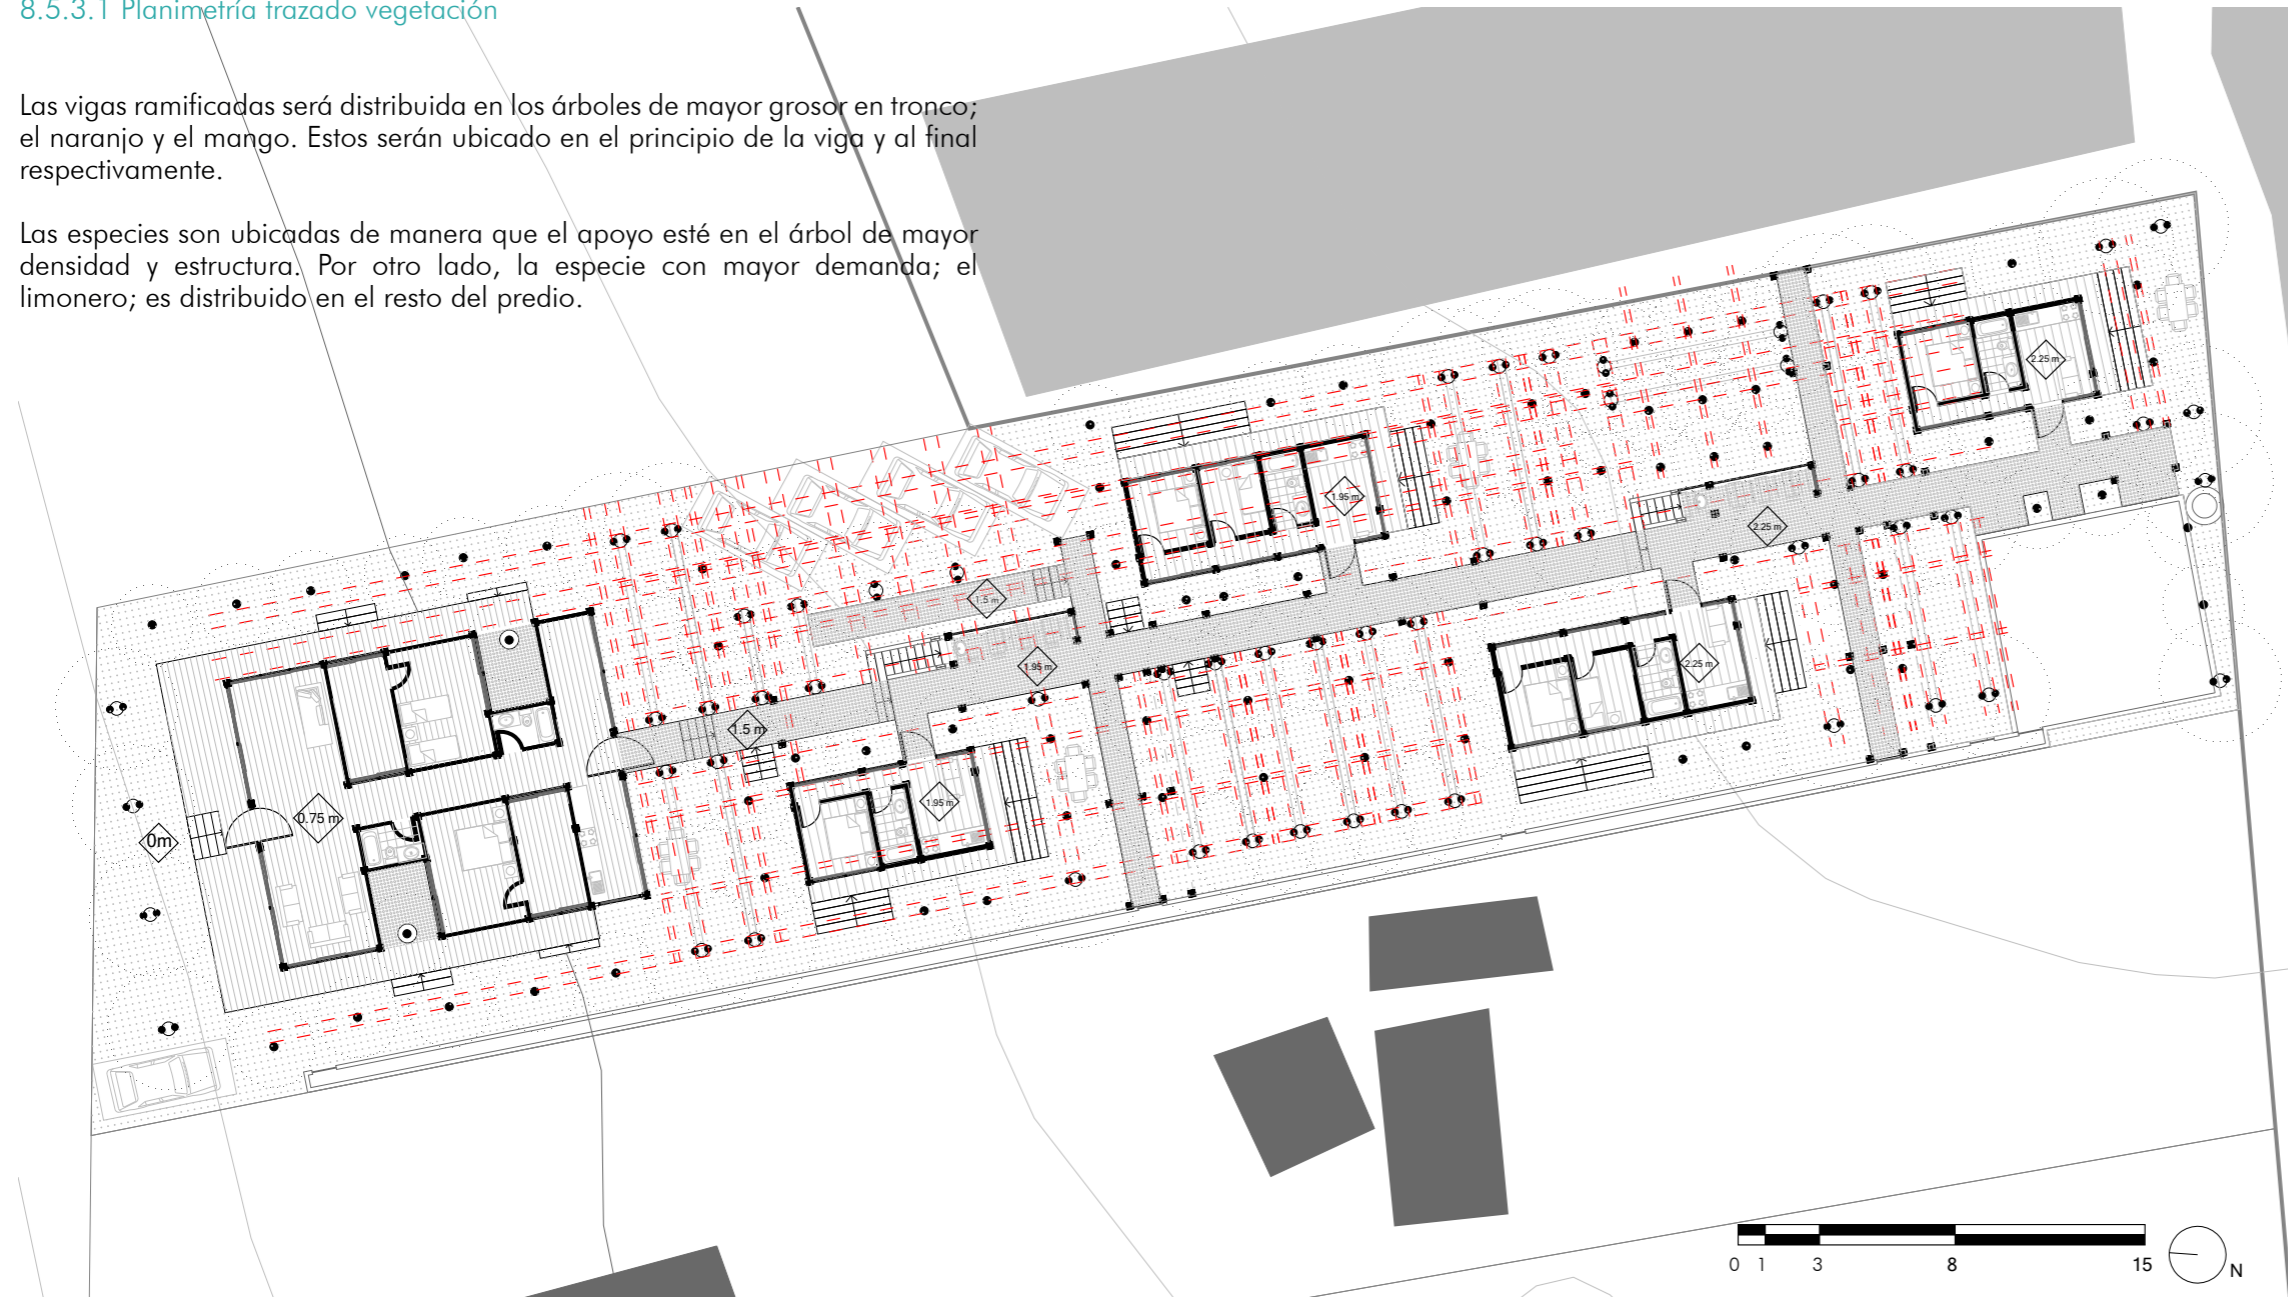 8.5.3.1 Planimetría trazado vegetación
Las vigas ramificadas será distribuida en los árboles de mayor grosor en tronco;
el naranjo y el mango. Estos serán ubicado en el principio de la viga y al final
respectivamente.
Las especies son ubicadas de manera que el apoyo esté en el árbol de mayor
densidad y estructura. Por otro lado, la especie con mayor demanda; el
limonero; es distribuido en el resto del predio.
2.25 m
1.95 m
2.25 m
1.5 m
1.95 m
2.25 m
1.5 m
1.95 m
0.75 m
0m
0 1 3 8 15
N